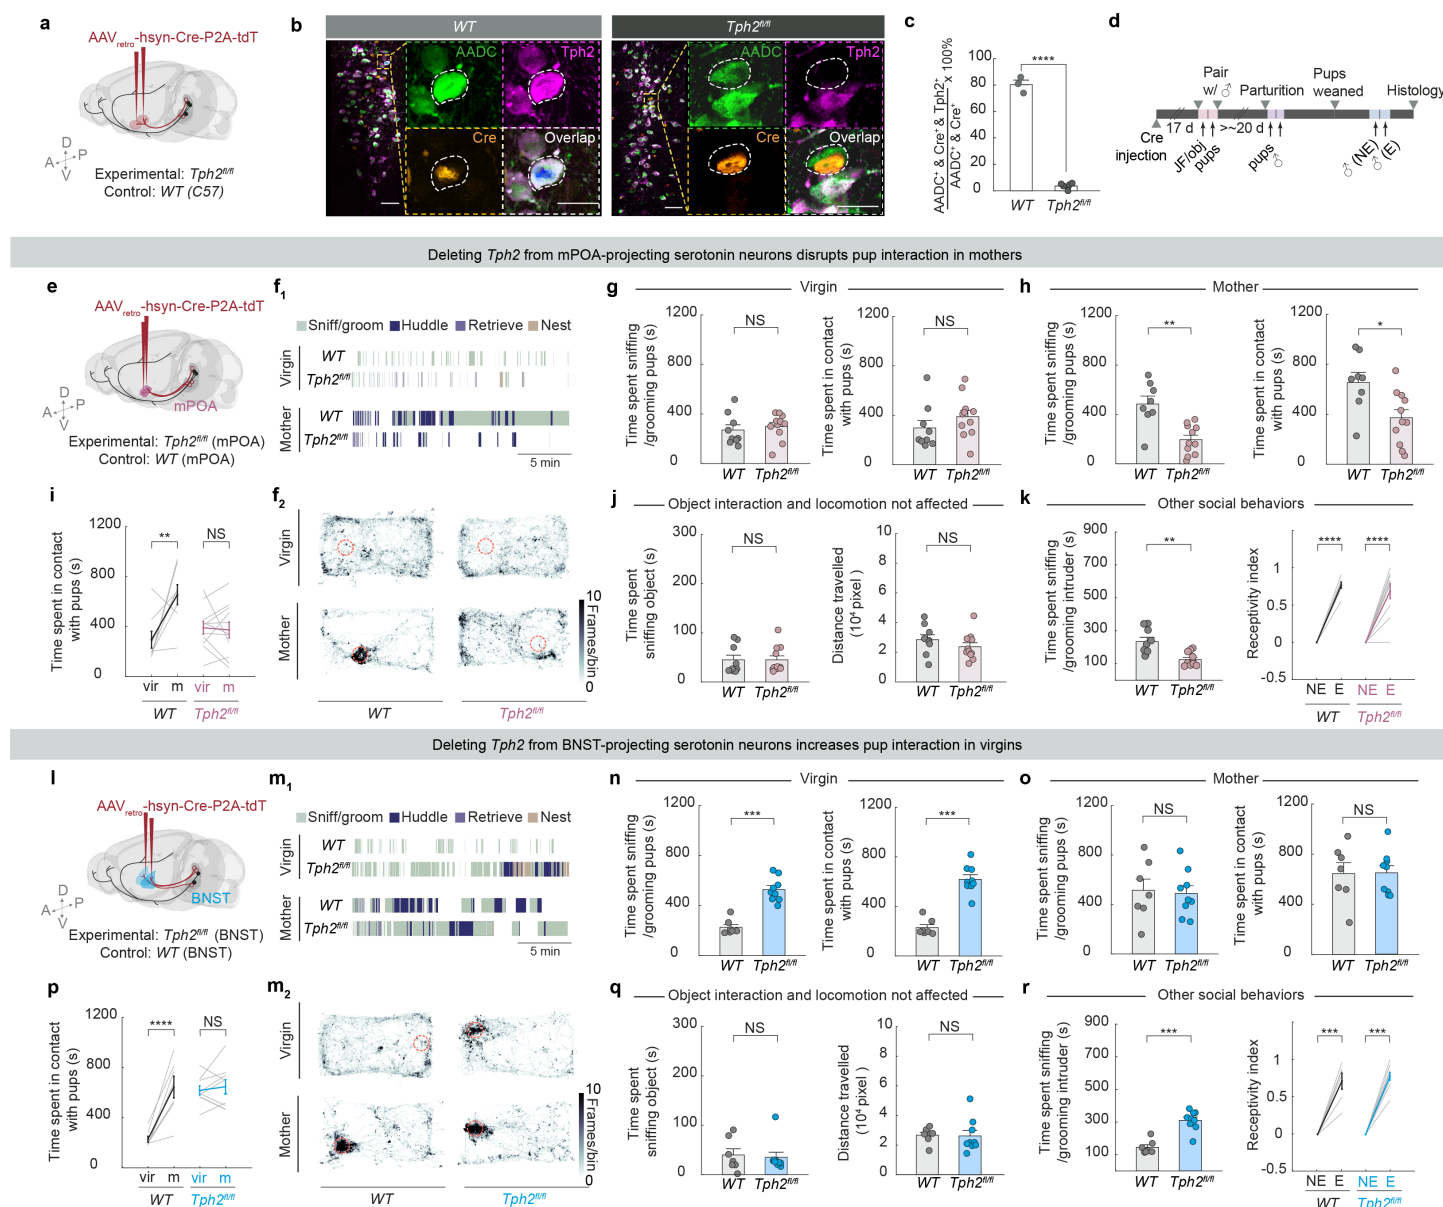 a
AAVretro-hsyn-Cre-P2A-tdT
D
A P
V
Experimental: Tph2fl/fl
Control: WT (C57)
b
WT
Tph2fl/fl
AADC
Tph2
Cre
Overlap
AADC
Tph2
Cre
Overlap
c
AADC+ & Cre+ & Tph2+
AADC+ & Cre+
x 100%
****
100
80
60
40
20
0
WT
Tph2fl/fl
d
Pair
w/ ♂
Parturition
Pups
weaned
Histology
17 d
>~20 d
Cre
injection
JF/obj
pups
pups
♂
♂ (NE)
♂ (E)
Deleting Tph2 from mPOA-projecting serotonin neurons disrupts pup interaction in mothers
e
AAVretro-hsyn-Cre-P2A-tdT
D
A P
V
mPOA
Experimental: Tph2fl/fl (mPOA)
Control: WT (mPOA)
f1
Sniff/groom Huddle Retrieve Nest
Virgin
WT
Tph2fl/fl
Mother
WT
Tph2fl/fl
5 min
g
Virgin
Time spent sniffing
/grooming pups (s)
1200
800
400
0
NS
WT Tph2fl/fl
Time spent in contact
with pups (s)
1200
800
400
0
NS
WT Tph2fl/fl
h
Mother
Time spent sniffing
/grooming pups (s)
1200
800
400
0
**
WT Tph2fl/fl
Time spent in contact
with pups (s)
1200
800
400
0
*
WT Tph2fl/fl
i
Time spent in contact
with pups (s)
1200
800
400
0
**
NS
vir m vir m
WT Tph2fl/fl
f2
Virgin
Mother
WT
Tph2fl/fl
10
Frames/bin
0
j
Object interaction and locomotion not affected
Time spent
sniffing object (s)
300
200
100
0
NS
WT Tph2fl/fl
Distance travelled
(10⁴ pixel )
10
8
6
4
2
0
NS
WT Tph2fl/fl
k
Other social behaviors
Time spent sniffing
/grooming intruder (s)
900
700
500
300
100
**
WT Tph2fl/fl
Receptivity index
1
0.5
0
-0.5
****
****
NE E NE E
WT Tph2fl/fl
Deleting Tph2 from BNST-projecting serotonin neurons increases pup interaction in virgins
l
AAVretro-hsyn-Cre-P2A-tdT
D
A P
V
BNST
Experimental: Tph2fl/fl (BNST)
Control: WT (BNST)
m1
Sniff/groom Huddle Retrieve Nest
Virgin
WT
Tph2fl/fl
Mother
WT
Tph2fl/fl
5 min
n
Virgin
Time spent sniffing
/grooming pups (s)
1200
800
400
0
***
WT Tph2fl/fl
Time spent in contact
with pups (s)
1200
800
400
0
***
WT Tph2fl/fl
o
Mother
Time spent sniffing
/grooming pups (s)
1200
800
400
0
NS
WT Tph2fl/fl
Time spent in contact
with pups (s)
1200
800
400
0
NS
WT Tph2fl/fl
p
Time spent in contact
with pups (s)
1200
800
400
0
****
NS
vir m vir m
WT Tph2fl/fl
m2
Virgin
Mother
WT
Tph2fl/fl
10
Frames/bin
0
q
Object interaction and locomotion not affected
Time spent
sniffing object (s)
300
200
100
0
NS
WT Tph2fl/fl
Distance travelled
(10⁴ pixel )
10
8
6
4
2
0
NS
WT Tph2fl/fl
r
Other social behaviors
Time spent sniffing
/grooming intruder (s)
900
700
500
300
100
***
WT Tph2fl/fl
Receptivity index
1
0.5
0
-0.5
***
***
NE E NE E
WT Tph2fl/fl